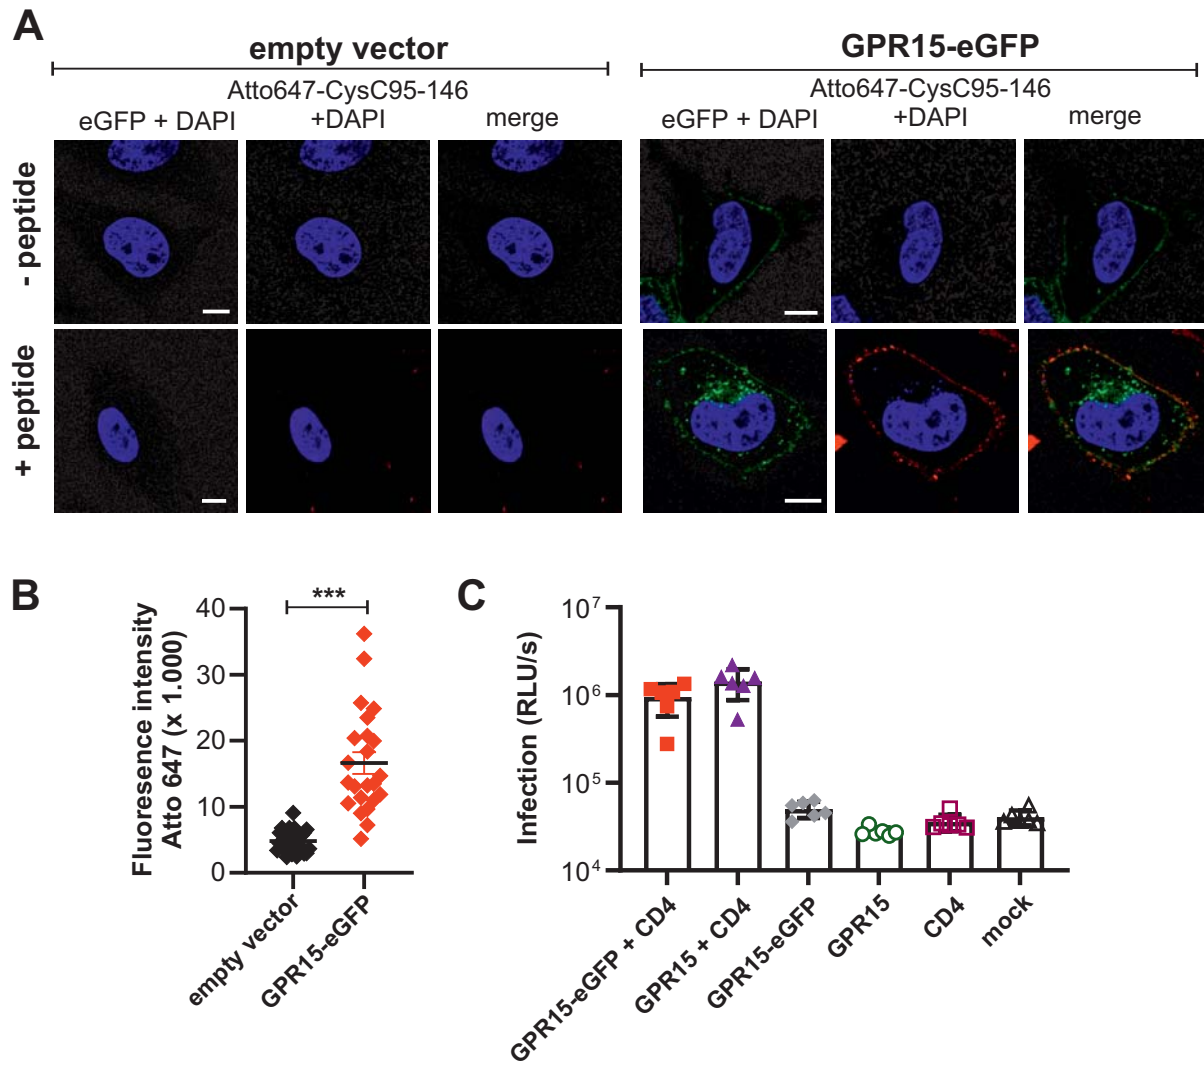 A
empty vector
GPR15-eGFP
Atto647-CysC95-146
eGFP + DAPI
+DAPI
merge
Atto647-CysC95-146
eGFP + DAPI
+DAPI
merge
- peptide
+ peptide
B
Fluoresence intensity
Atto 647 (x 1.000)
40
30
20
10
0
***
empty vector
GPR15-eGFP
C
Infection (RLU/s)
10⁷
10⁶
10⁵
10⁴
GPR15-eGFP + CD4
GPR15 + CD4
GPR15-eGFP
GPR15
CD4
mock